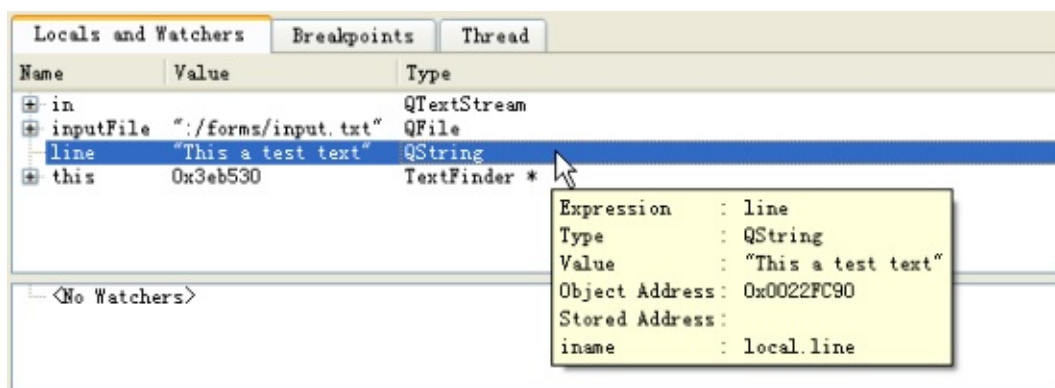 Locals and Watchers Breakpoints Thread
Name Value Type
in QTextStream
inputFile ":/forms/input.txt" QFile
line "This a test text" QString
this 0x3eb530 TextFinder *
Expression : line
Type : QString
Value : "This a test text"
Object Address: 0x0022FC90
Stored Address:
iname : local.line
<No Watchers>